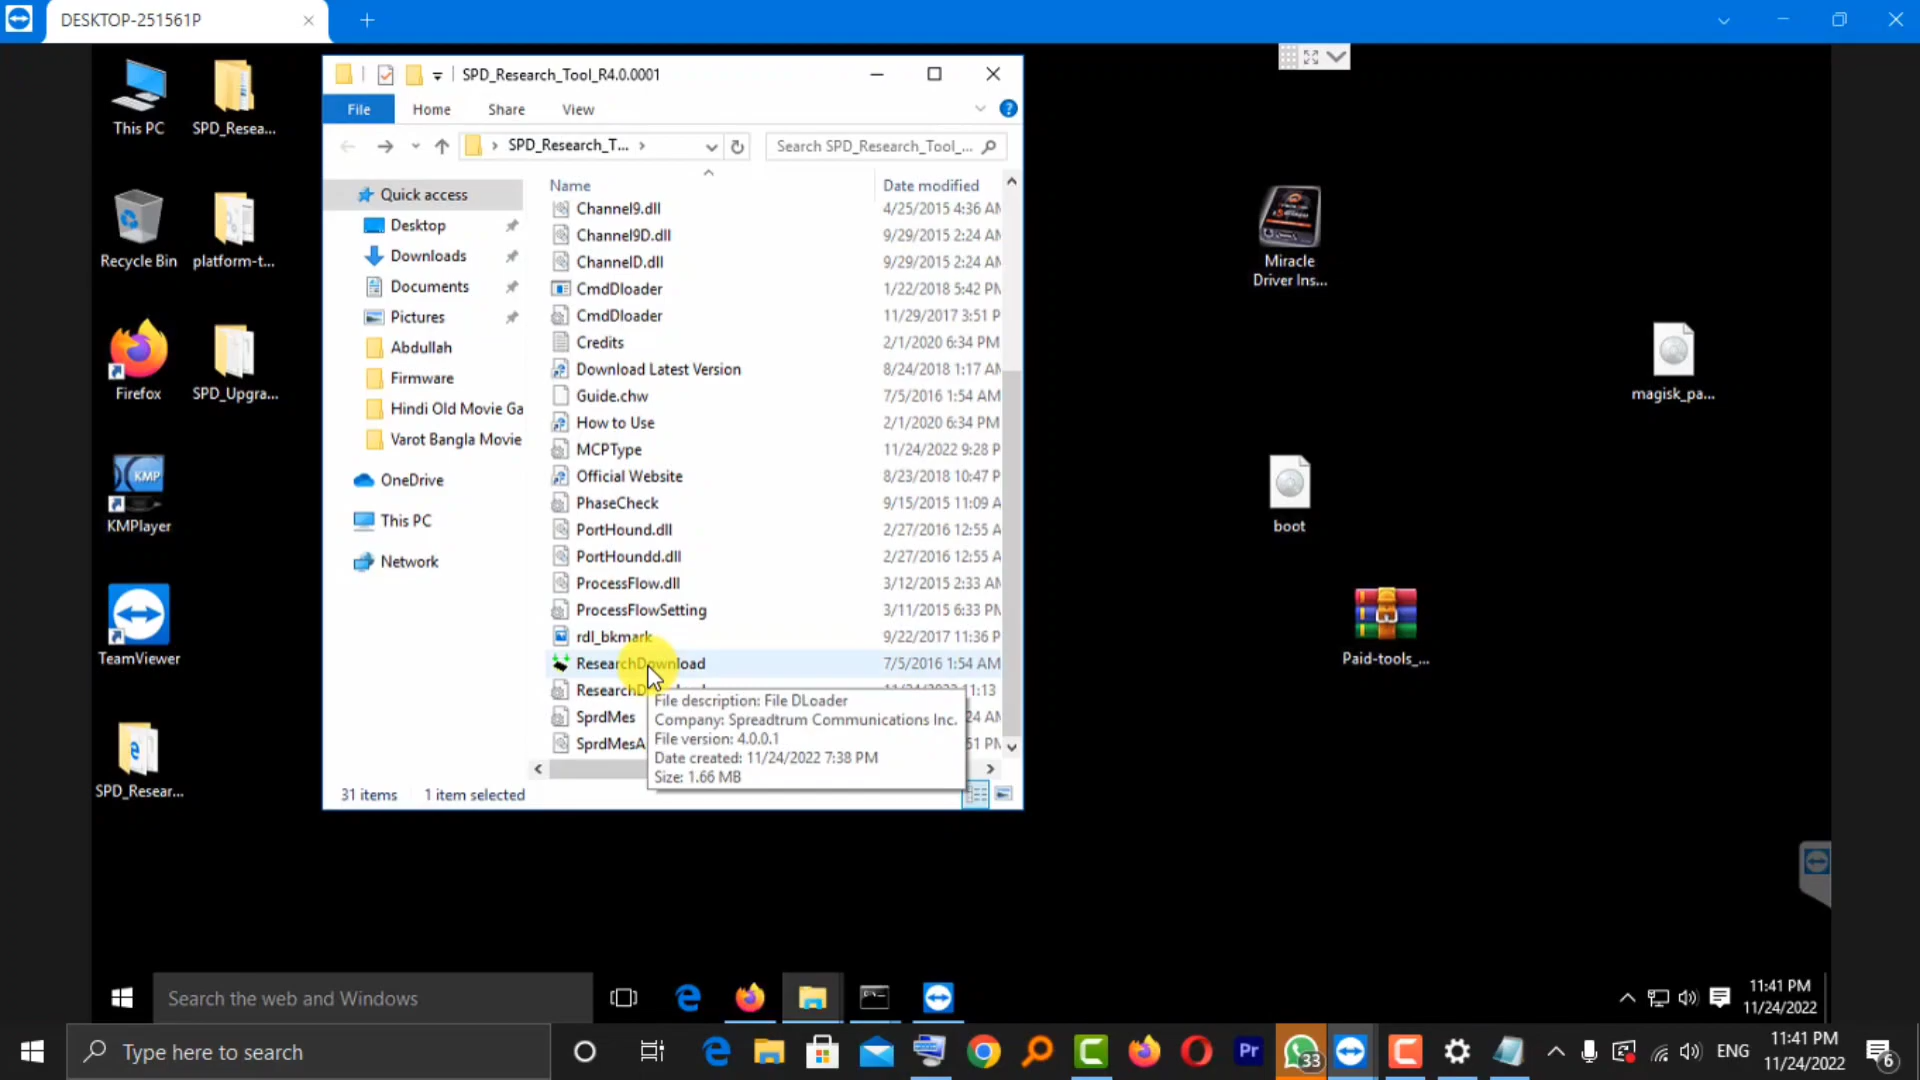 DESKTOP-251561P
SPD_Research_Tool_R4.0.0001
File Home Share View
SPD_Research_T...
Search SPD_Research_Tool_...
Quick access
Desktop
Downloads
Documents
Pictures
Abdullah
Firmware
Hindi Old Movie Ga
Varot Bangla Movie
OneDrive
This PC
Network
Name Date modified
Channel9.dll 4/25/2015 4:36 AM
Channel9D.dll 9/29/2015 2:24 AM
ChannelD.dll 9/29/2015 2:24 AM
CmdDloader 1/22/2018 5:42 PM
CmdDloader 11/29/2017 3:51 P
Credits 2/1/2020 6:34 PM
Download Latest Version 8/24/2018 1:17 AM
Guide.chw 7/5/2016 1:54 AM
How to Use 2/1/2020 6:34 PM
MCPType 11/24/2022 9:28 P
Official Website 8/23/2018 10:47 P
PhaseCheck 9/15/2015 11:09 A
PortHound.dll 2/27/2016 12:55 A
PortHoundd.dll 2/27/2016 12:55 A
ProcessFlow.dll 3/12/2015 2:33 AM
ProcessFlowSetting 3/11/2015 6:33 PM
rdl_bkmark 9/22/2017 11:36 P
ResearchDownload 7/5/2016 1:54 AM
SprdMes
SprdMesA
File description: File DLoader
Company: Spreadtrum Communications Inc.
File version: 4.0.0.1
Date created: 11/24/2022 7:38 PM
Size: 1.66 MB
31 items 1 item selected
This PC
SPD_Resea...
Recycle Bin
platform-t...
Firefox
SPD_Upgra...
KMP
KMPlayer
TeamViewer
SPD_Resear...
Miracle
Driver Ins...
magisk_pa...
boot
Paid-tools_...
Search the web and Windows
11:41 PM
11/24/2022
Type here to search
Pr
33
ENG
11:41 PM
11/24/2022
6